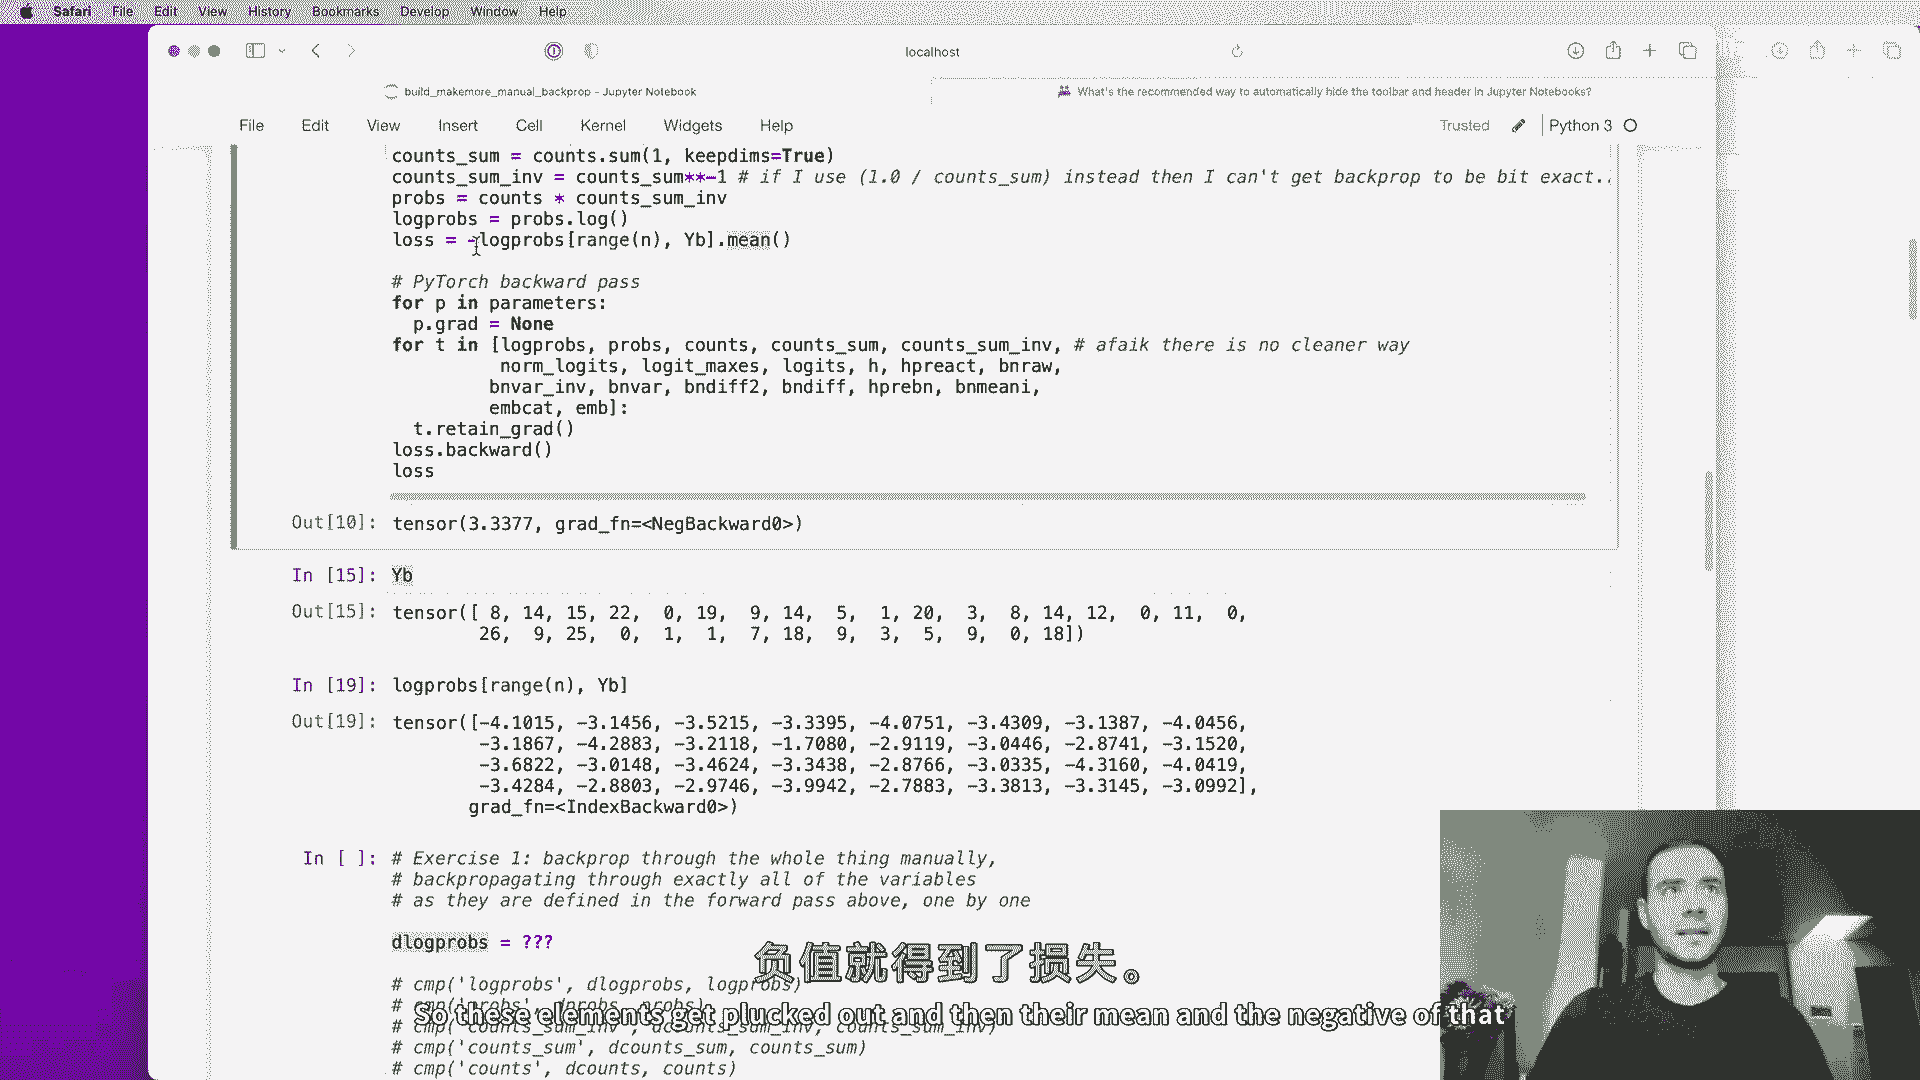 Safari File Edit View History Bookmarks Develop Window Help
localhost
build_makemore_manual_backprop - Jupyter Notebook
What's the recommended way to automatically hide the toolbar and header in Jupyter Notebooks?
File Edit View Insert Cell Kernel Widgets Help
Trusted Python 3
counts_sum = counts.sum(1, keepdims=True)
counts_sum_inv = counts_sum**-1 # if I use (1.0 / counts_sum) instead then I can't get backprop to be bit exact..
probs = counts * counts_sum_inv
logprobs = probs.log()
loss = -logprobs[range(n), Yb].mean()
# PyTorch backward pass
for p in parameters:
p.grad = None
for t in [logprobs, probs, counts, counts_sum, counts_sum_inv, # afaik there is no cleaner way
norm_logits, logit_maxes, logits, h, hpreact, bnraw,
bnvar_inv, bnvar, bndiff2, bndiff, hprebn, bnmeani,
embcat, emb]:
t.retain_grad()
loss.backward()
loss
Out[10]: tensor(3.3377, grad_fn=<NegBackward0>)
In [15]: Yb
Out[15]: tensor([ 8, 14, 15, 22, 0, 19, 9, 14, 5, 1, 20, 3, 8, 14, 12, 0, 11, 0,
26, 9, 25, 0, 1, 1, 7, 18, 9, 3, 5, 9, 0, 18])
In [19]: logprobs[range(n), Yb]
Out[19]: tensor([-4.1015, -3.1456, -3.5215, -3.3395, -4.0751, -3.4309, -3.1387, -4.0456,
-3.1867, -4.2883, -3.2118, -1.7080, -2.9119, -3.0446, -2.8741, -3.1520,
-3.6822, -3.0148, -3.4624, -3.3438, -2.8766, -3.0335, -4.3160, -4.0419,
-3.4284, -2.8803, -2.9746, -3.9942, -2.7883, -3.3813, -3.3145, -3.0992],
grad_fn=<IndexBackward0>)
In [ ]: # Exercise 1: backprop through the whole thing manually,
# backpropagating through exactly all of the variables
# as they are defined in the forward pass above, one by one
dlogprobs = ???
负值就得到了损失。
# cmp('logprobs', dlogprobs, logprobs)
# cmp('probs', dprobs, probs)
So these elements get plucked out and then their mean and the negative of that
# cmp('counts_sum_inv', dcounts_sum_inv, counts_sum_inv)
# cmp('counts_sum', dcounts_sum, counts_sum)
# cmp('counts', dcounts, counts)